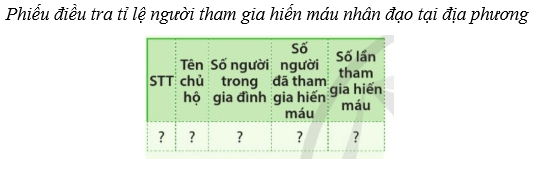 Phiếu điều tra tỉ lệ người tham gia hiến máu nhân đạo tại địa phương
STT
Tên
chủ
hộ
Số người
trong
gia đình
Số
người
đã tham
gia hiến
máu
Số lần
tham
gia hiến
máu
? ? ? ? ?